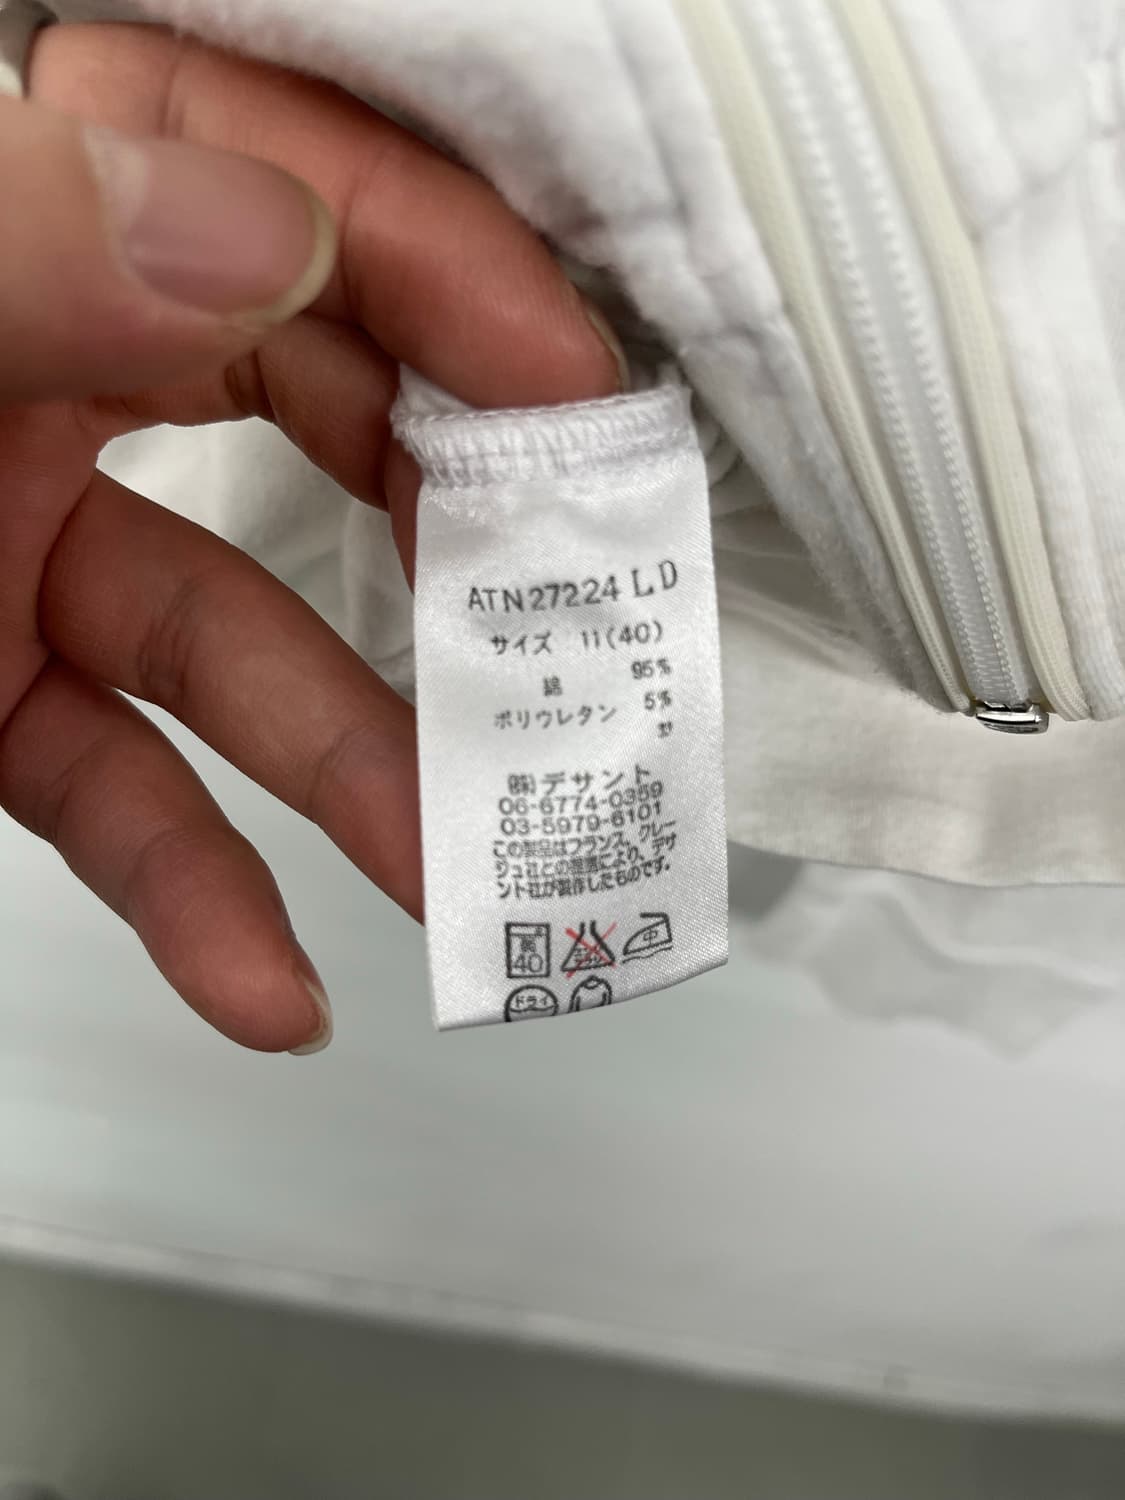 ATN27224 LD
サイズ 11(40)
綿 95%
ポリウレタン 5%
㈱デサント
06-6774-0359
03-5979-6101
この製品はフランス、クレー
ジュ社との提携により、デサ
ント社が製作したものです。
40
中
ドライ